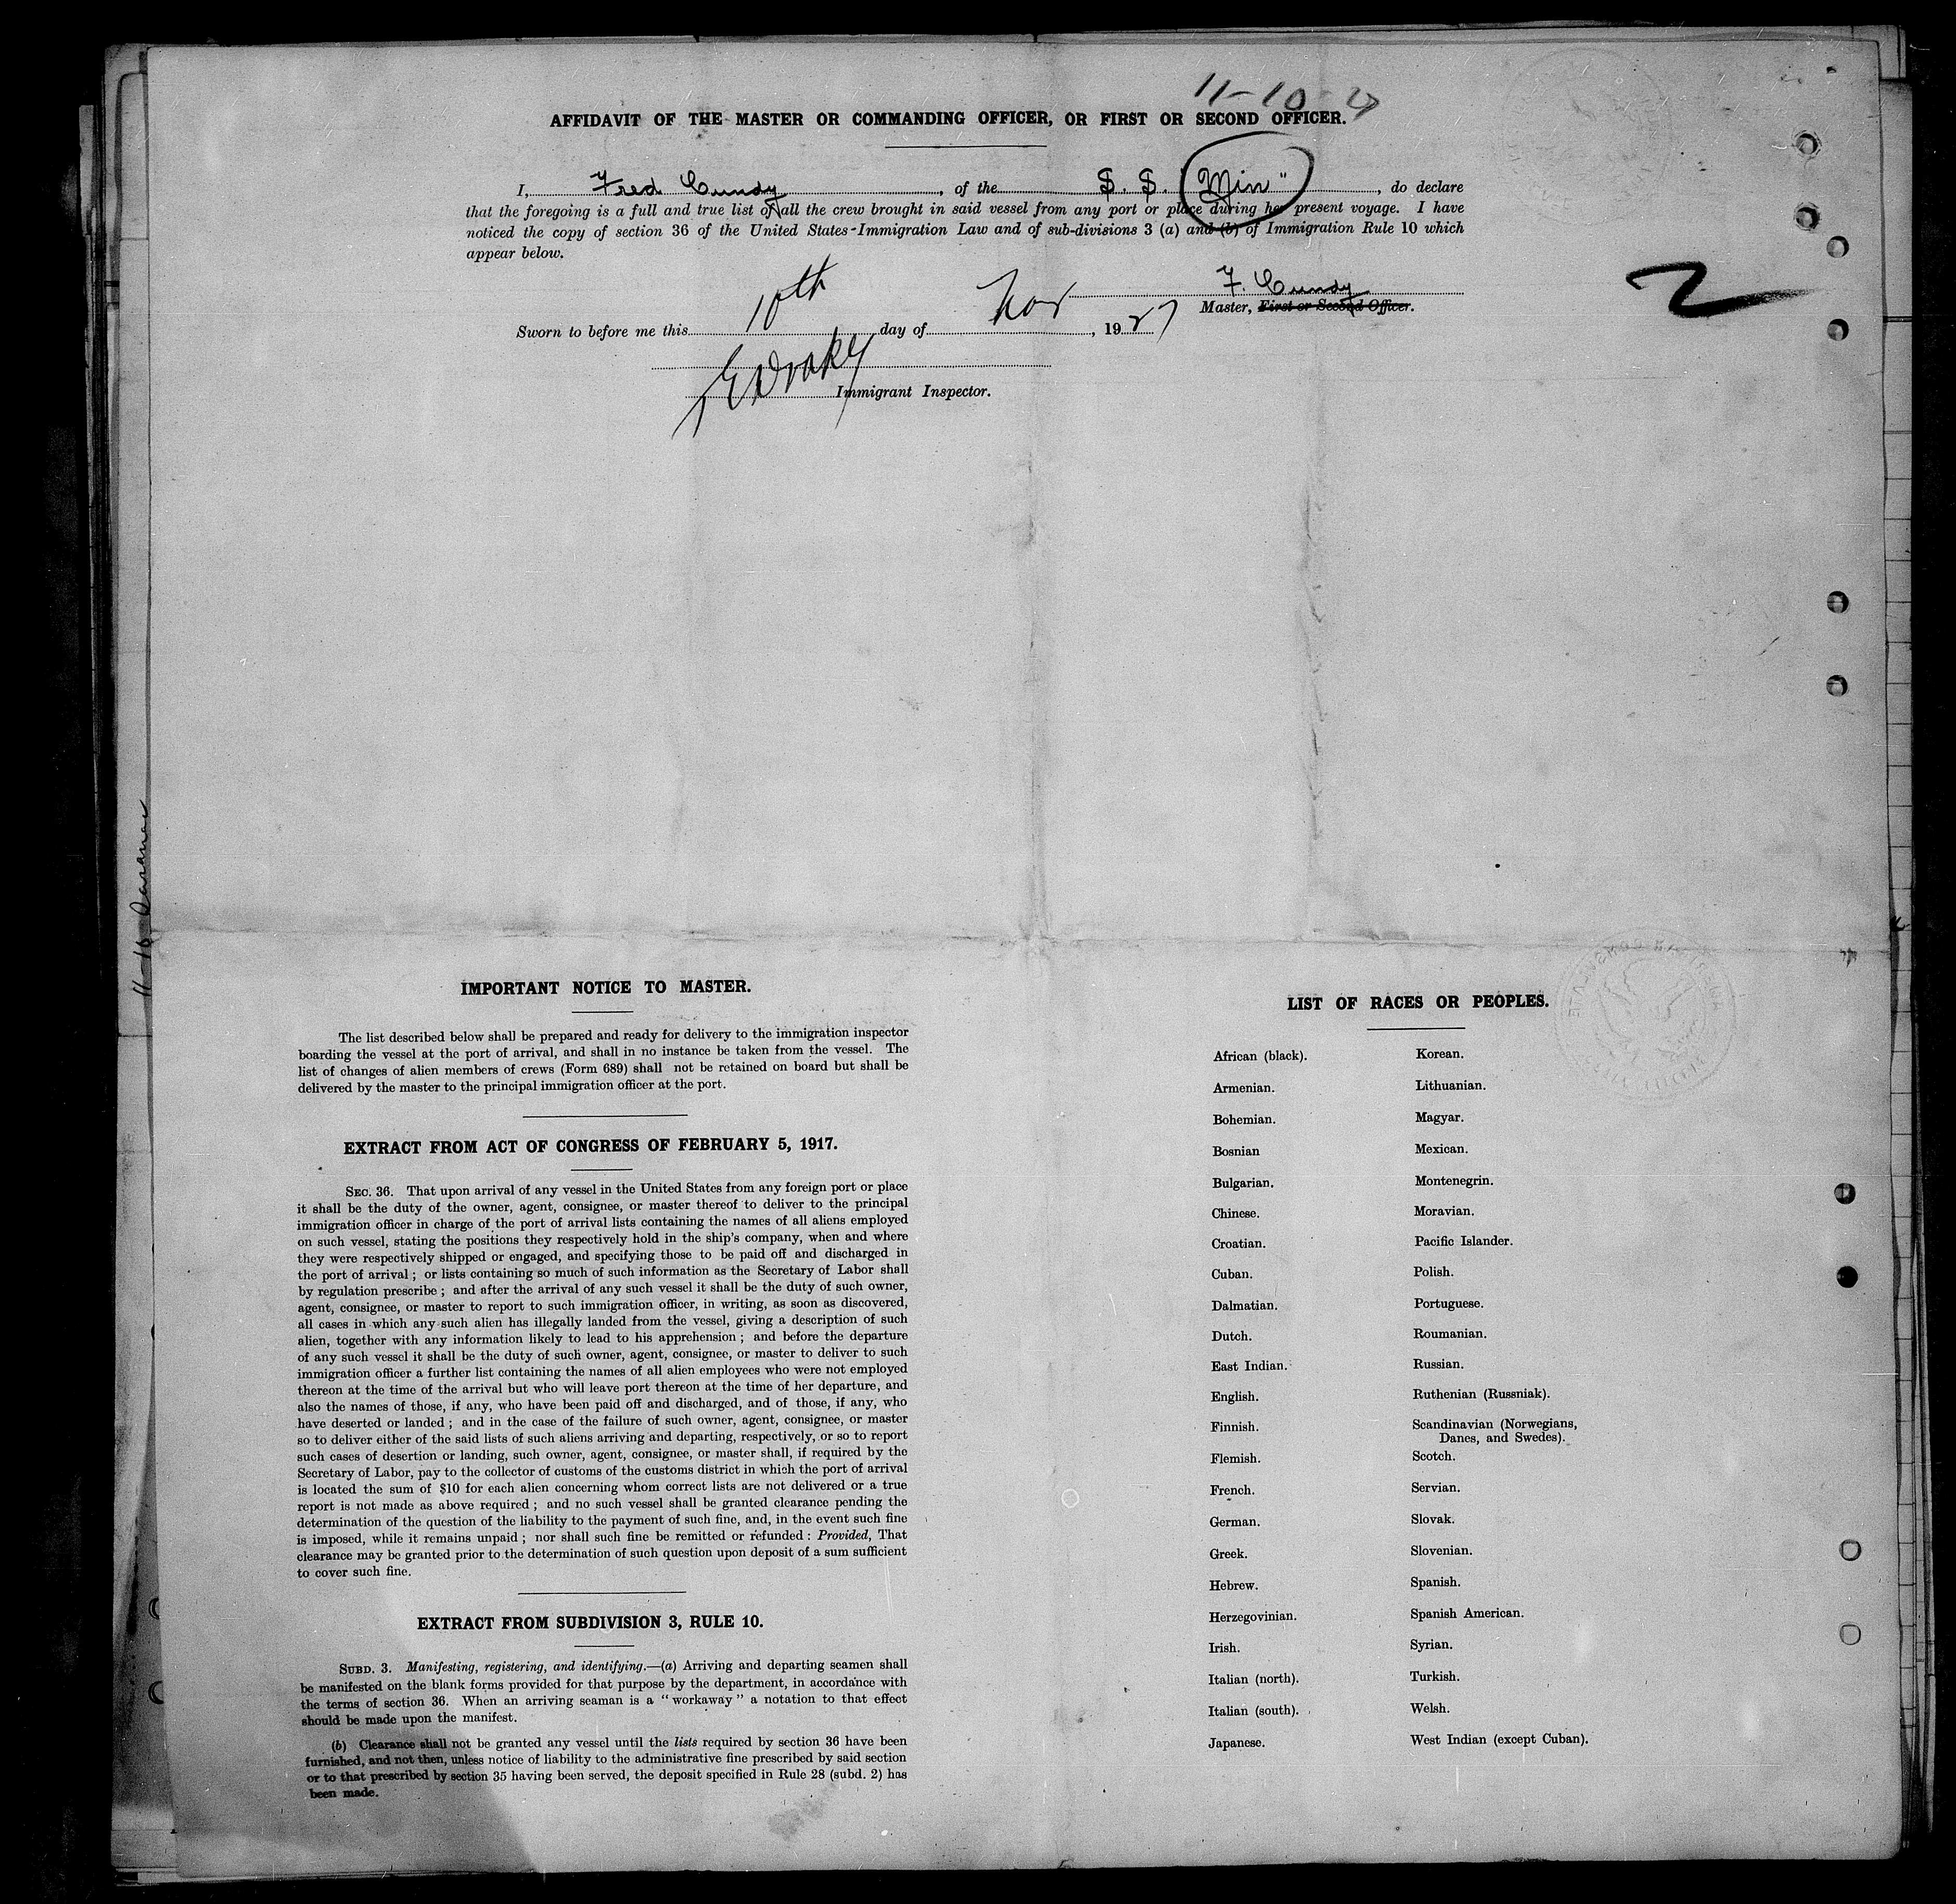 11-10-27
AFFIDAVIT OF THE MASTER OR COMMANDING OFFICER, OR FIRST OR SECOND OFFICER.
I, Fred Cundy, of the S. S. "Min", do declare
that the foregoing is a full and true list of all the crew brought in said vessel from any port or place during her present voyage. I have
noticed the copy of section 36 of the United States Immigration Law and of sub-divisions 3 (a) and (b) of Immigration Rule 10 which
appear below.
F. Cundy
Master, First or Second Officer.
2
Sworn to before me this 10th day of Nov, 1927
Immigrant Inspector.
IMPORTANT NOTICE TO MASTER.
The list described below shall be prepared and ready for delivery to the immigration inspector
boarding the vessel at the port of arrival, and shall in no instance be taken from the vessel. The
list of changes of alien members of crews (Form 689) shall not be retained on board but shall be
delivered by the master to the principal immigration officer at the port.
EXTRACT FROM ACT OF CONGRESS OF FEBRUARY 5, 1917.
SEC. 36. That upon arrival of any vessel in the United States from any foreign port or place
it shall be the duty of the owner, agent, consignee, or master thereof to deliver to the principal
immigration officer in charge of the port of arrival lists containing the names of all aliens employed
on such vessel, stating the positions they respectively hold in the ship's company, when and where
they were respectively shipped or engaged, and specifying those to be paid off and discharged in
the port of arrival; or lists containing so much of such information as the Secretary of Labor shall
by regulation prescribe; and after the arrival of any such vessel it shall be the duty of such owner,
agent, consignee, or master to report to such immigration officer, in writing, as soon as discovered,
all cases in which any such alien has illegally landed from the vessel, giving a description of such
alien, together with any information likely to lead to his apprehension; and before the departure
of any such vessel it shall be the duty of such owner, agent, consignee, or master to deliver to such
immigration officer a further list containing the names of all alien employees who were not employed
thereon at the time of the arrival but who will leave port thereon at the time of her departure, and
also the names of those, if any, who have been paid off and discharged, and of those, if any, who
have deserted or landed; and in the case of the failure of such owner, agent, consignee, or master
so to deliver either of the said lists of such aliens arriving and departing, respectively, or so to report
such cases of desertion or landing, such owner, agent, consignee, or master shall, if required by the
Secretary of Labor, pay to the collector of customs of the customs district in which the port of arrival
is located the sum of $10 for each alien concerning whom correct lists are not delivered or a true
report is not made as above required; and no such vessel shall be granted clearance pending the
determination of the question of the liability to the payment of such fine, and, in the event such fine
is imposed, while it remains unpaid; nor shall such fine be remitted or refunded: Provided, That
clearance may be granted prior to the determination of such question upon deposit of a sum sufficient
to cover such fine.
EXTRACT FROM SUBDIVISION 3, RULE 10.
SUBD. 3. Manifesting, registering, and identifying.—(a) Arriving and departing seamen shall
be manifested on the blank forms provided for that purpose by the department, in accordance with
the terms of section 36. When an arriving seaman is a "workaway" a notation to that effect
should be made upon the manifest.
(b) Clearance shall not be granted any vessel until the lists required by section 36 have been
furnished, and not then, unless notice of liability to the administrative fine prescribed by said section
or to that prescribed by section 35 having been served, the deposit specified in Rule 28 (subd. 2) has
been made.
LIST OF RACES OR PEOPLES.
African (black). Korean.
Armenian. Lithuanian.
Bohemian. Magyar.
Bosnian Mexican.
Bulgarian. Montenegrin.
Chinese. Moravian.
Croatian. Pacific Islander.
Cuban. Polish.
Dalmatian. Portuguese.
Dutch. Roumanian.
East Indian. Russian.
English. Ruthenian (Russniak).
Finnish. Scandinavian (Norwegians,
Danes, and Swedes).
Flemish. Scotch.
French. Servian.
German. Slovak.
Greek. Slovenian.
Hebrew. Spanish.
Herzegovinian. Spanish American.
Irish. Syrian.
Italian (north). Turkish.
Italian (south). Welsh.
Japanese. West Indian (except Cuban).